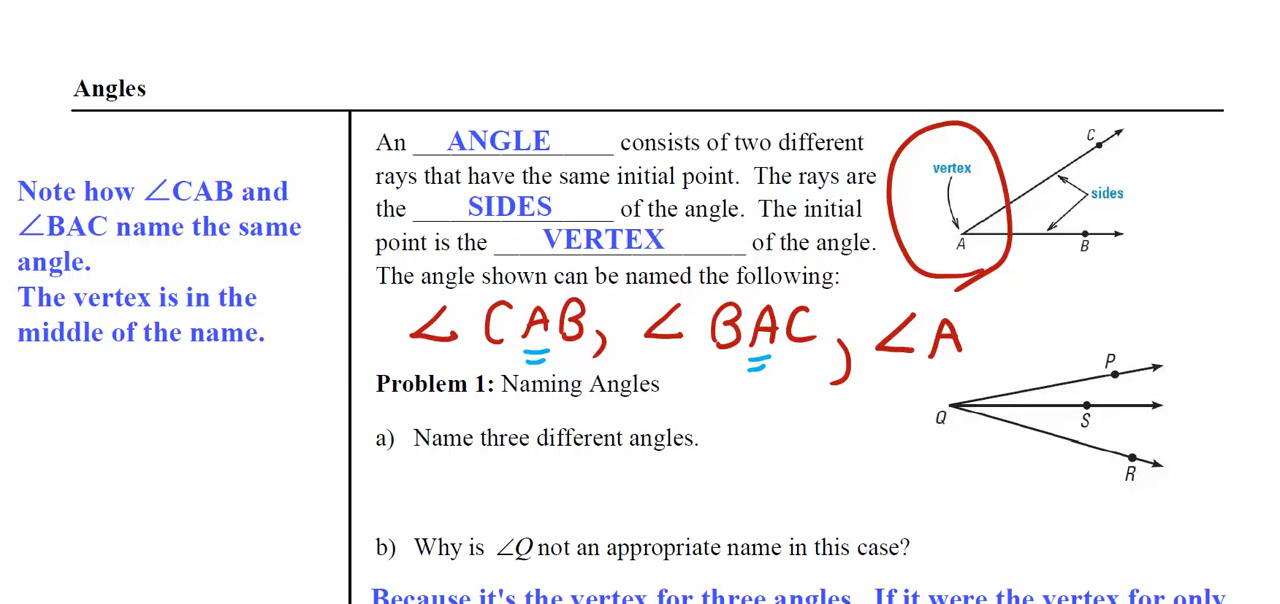 Angles
Note how ∠CAB and
∠BAC name the same
angle.
The vertex is in the
middle of the name.
An ANGLE consists of two different
rays that have the same initial point. The rays are
the SIDES of the angle. The initial
point is the VERTEX of the angle.
The angle shown can be named the following:
∠CAB, ∠BAC, ∠A
vertex
C
sides
A
B
Problem 1: Naming Angles
a) Name three different angles.
P
Q
S
R
b) Why is ∠Q not an appropriate name in this case?
Because it's the vertex for three angles. If it were the vertex for only